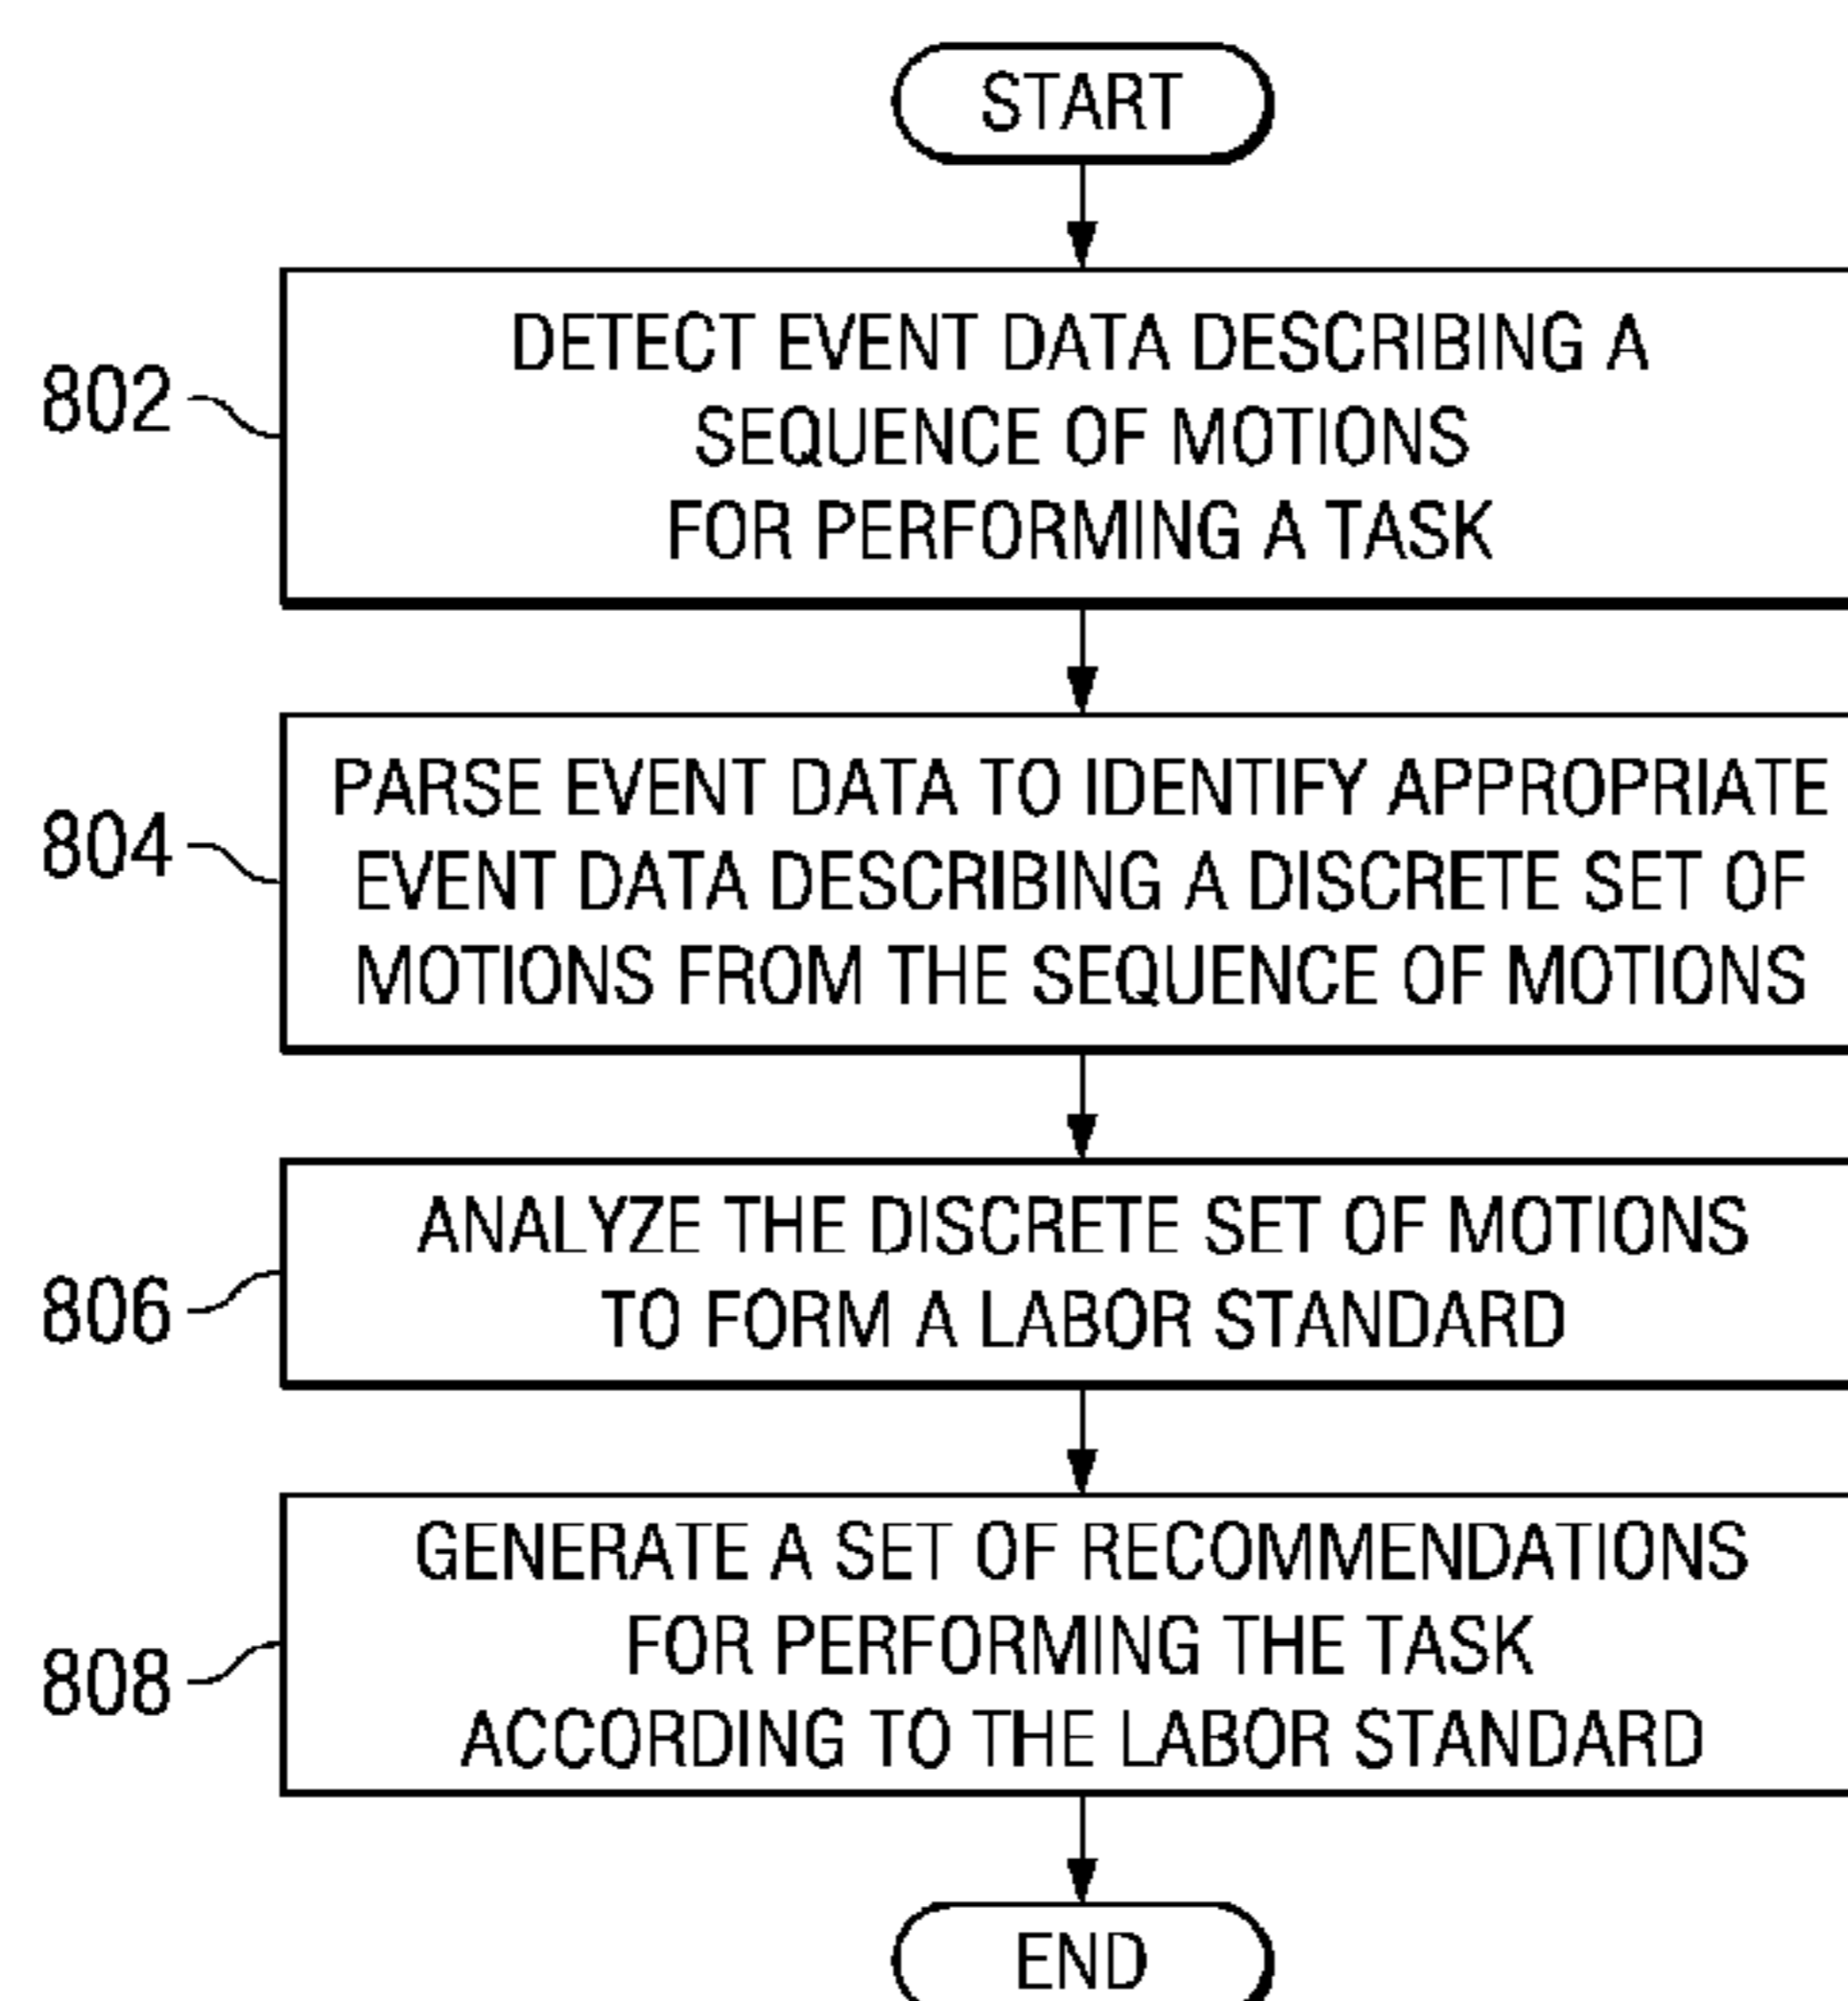 START
802
DETECT EVENT DATA DESCRIBING A
SEQUENCE OF MOTIONS
FOR PERFORMING A TASK
804
PARSE EVENT DATA TO IDENTIFY APPROPRIATE
EVENT DATA DESCRIBING A DISCRETE SET OF
MOTIONS FROM THE SEQUENCE OF MOTIONS
806
ANALYZE THE DISCRETE SET OF MOTIONS
TO FORM A LABOR STANDARD
808
GENERATE A SET OF RECOMMENDATIONS
FOR PERFORMING THE TASK
ACCORDING TO THE LABOR STANDARD
END